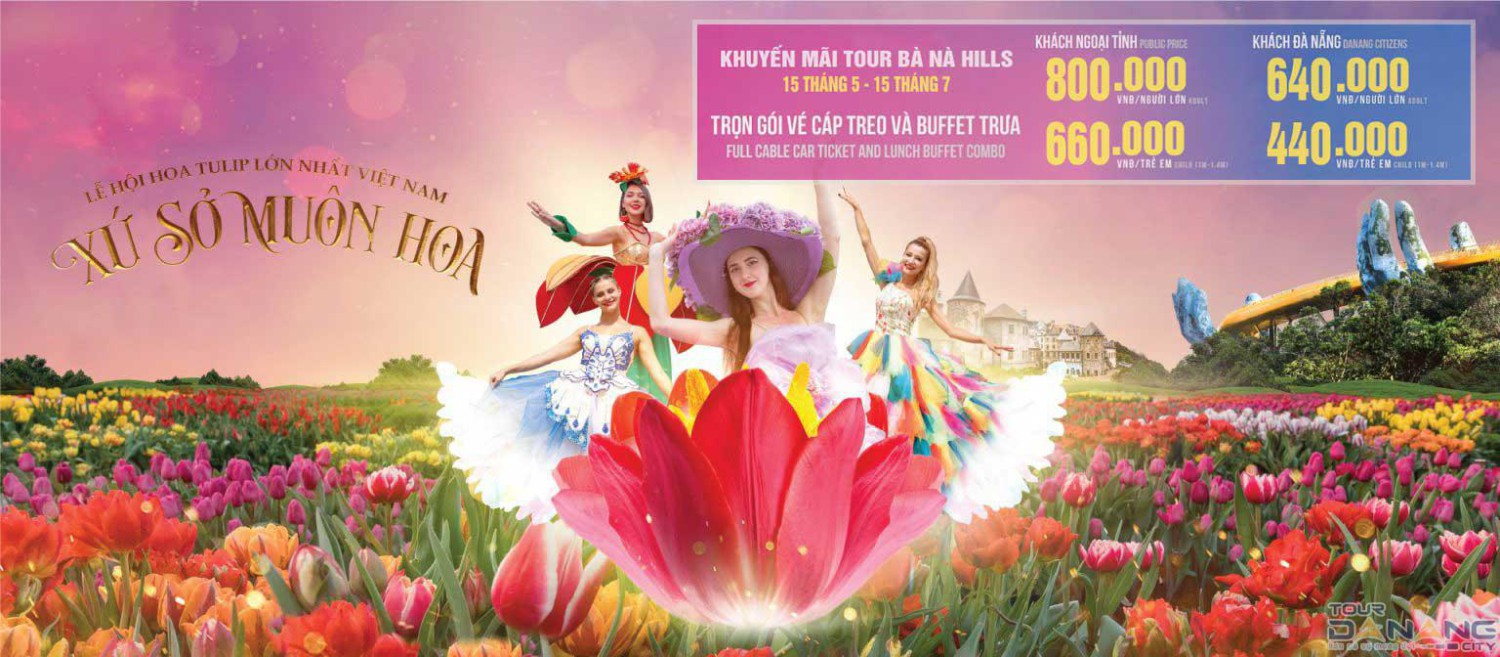 LỄ HỘI HOA TULIP LỚN NHẤT VIỆT NAM
XỨ SỞ MUÔN HOA
KHUYẾN MÃI TOUR BÀ NÀ HILLS
15 THÁNG 5 - 15 THÁNG 7
TRỌN GÓI VÉ CÁP TREO VÀ BUFFET TRƯA
FULL CABLE CAR TICKET AND LUNCH BUFFET COMBO
KHÁCH NGOẠI TỈNH PUBLIC PRICE
800.000
VNĐ/NGƯỜI LỚN ADULT
660.000
VNĐ/TRẺ EM CHILD (1M-1.4M)
KHÁCH ĐÀ NẴNG DANANG CITIZENS
640.000
VNĐ/NGƯỜI LỚN ADULT
440.000
VNĐ/TRẺ EM CHILD (1M-1.4M)
TOUR
DANANG
CITY